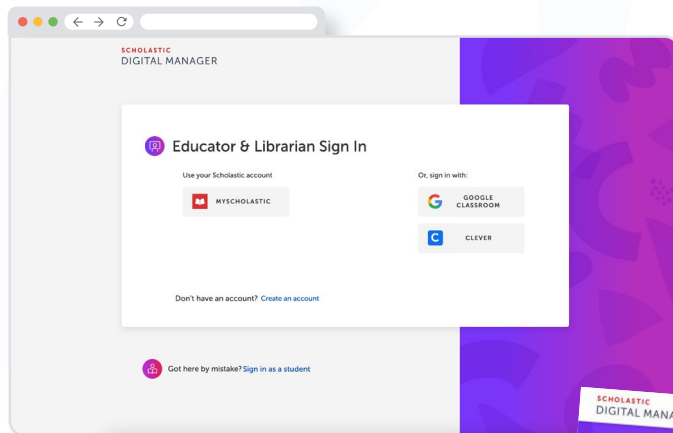 SCHOLASTIC
DIGITAL MANAGER
Educator & Librarian Sign In
Use your Scholastic account
MYSCHOLASTIC
Or, sign in with:
GOOGLE
CLASSROOM
C
CLEVER
Don't have an account? Create an account
Got here by mistake? Sign in as a student
SCHOLASTIC
DIGITAL MANA